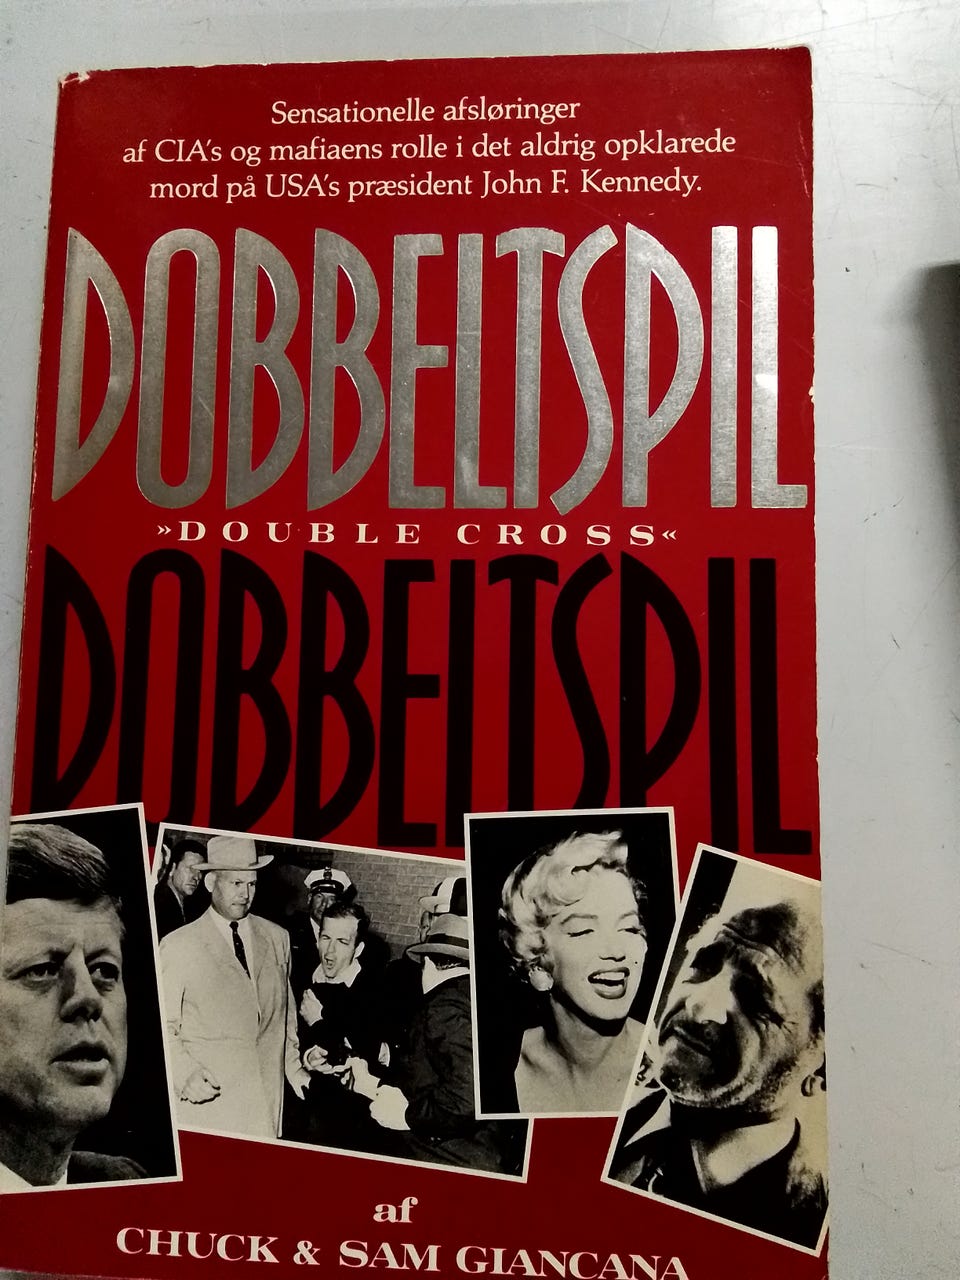 Sensationelle afsløringer
af CIA's og mafiaens rolle i det aldrig opklarede
mord på USA's præsident John F. Kennedy.
DOBBELTSPIL
»DOUBLE CROSS«
DOBBELTSPIL
af
CHUCK & SAM GIANCANA